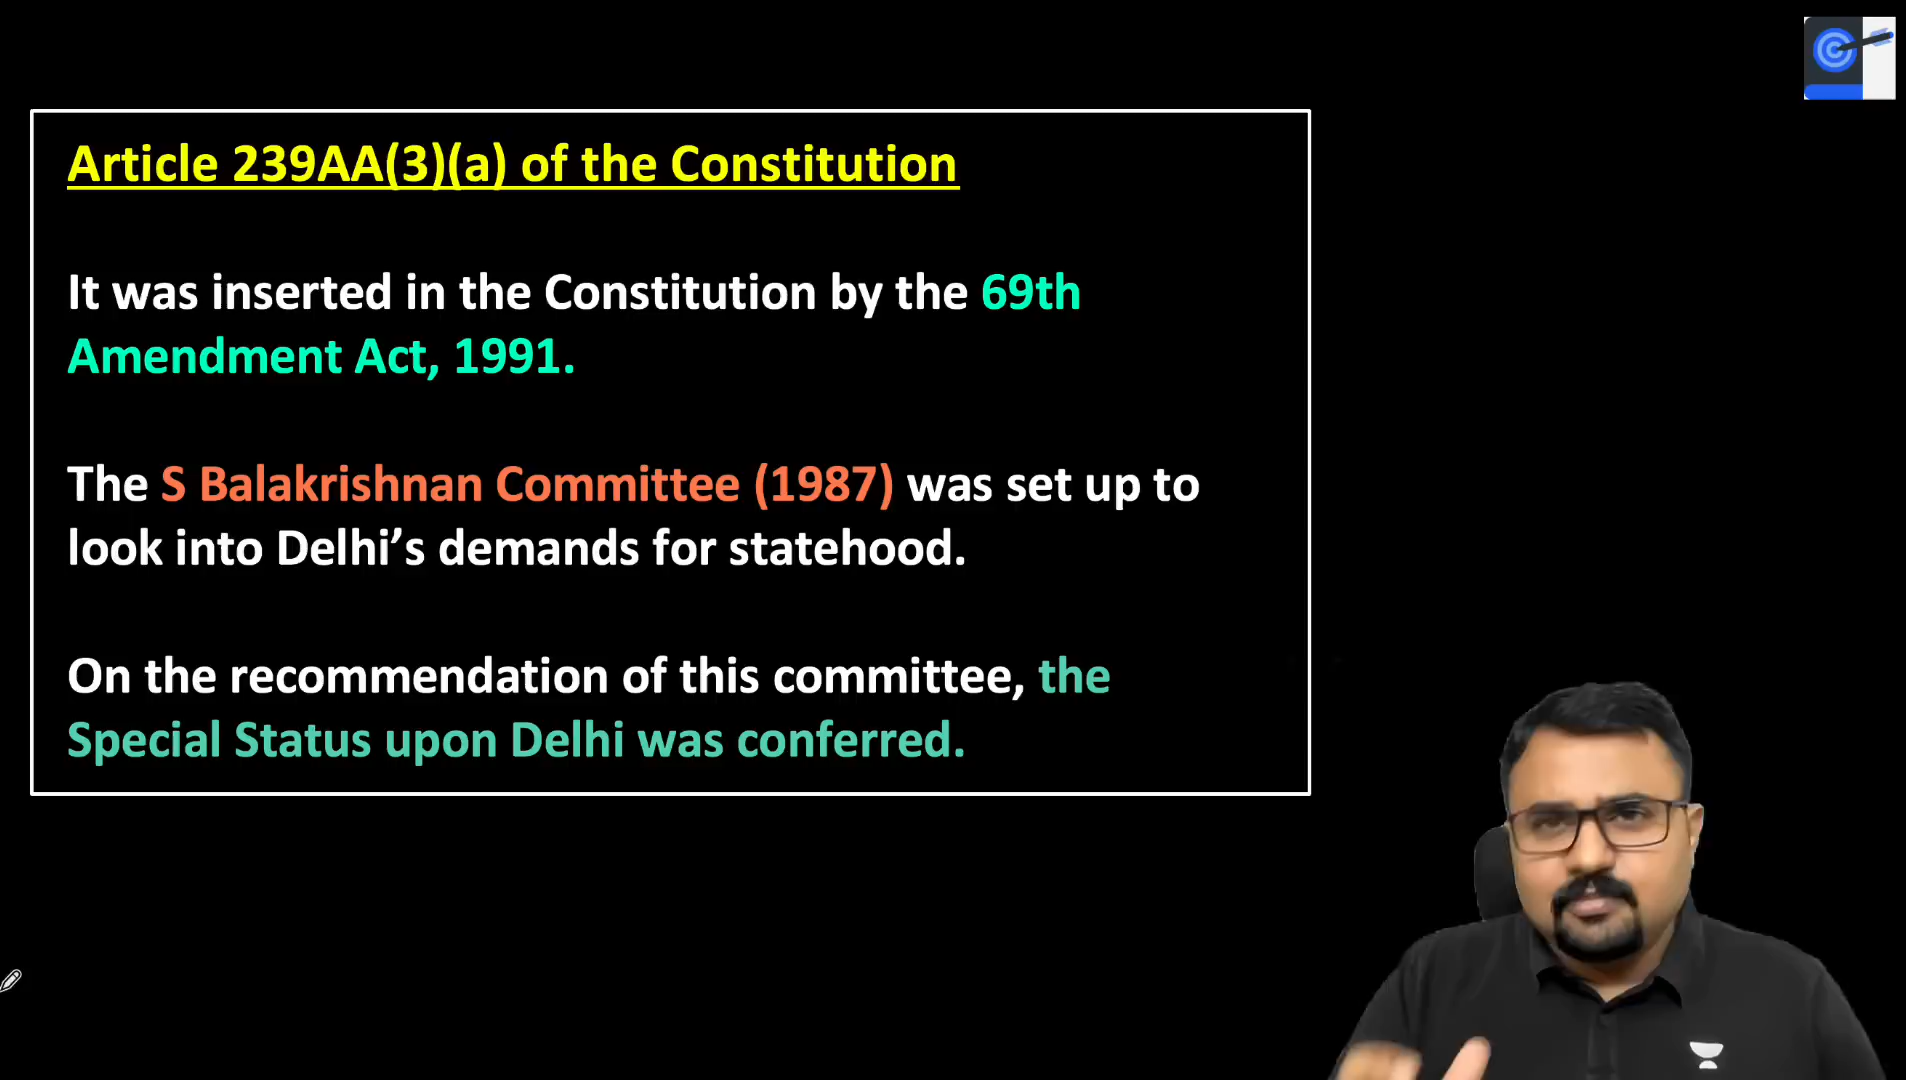 Article 239AA(3)(a) of the Constitution
It was inserted in the Constitution by the 69th
Amendment Act, 1991.
The S Balakrishnan Committee (1987) was set up to
look into Delhi’s demands for statehood.
On the recommendation of this committee, the
Special Status upon Delhi was conferred.